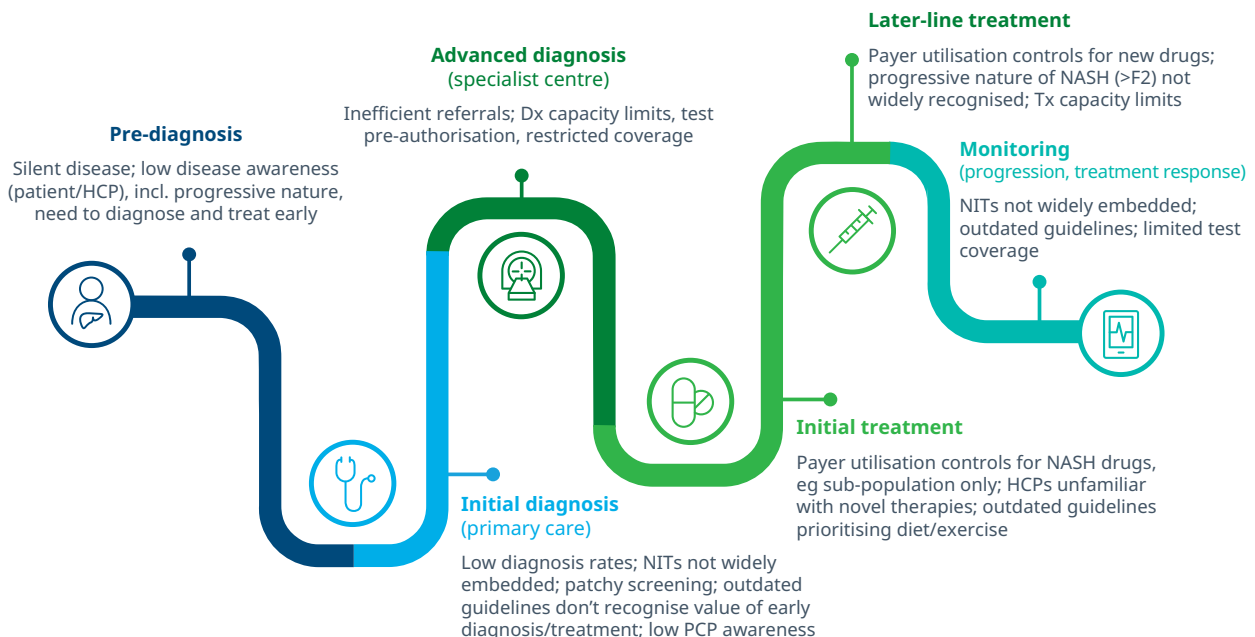 Pre-diagnosis
Silent disease; low disease awareness
(patient/HCP), incl. progressive nature,
need to diagnose and treat early
Initial diagnosis
(primary care)
Low diagnosis rates; NITs not widely
embedded; patchy screening; outdated
guidelines don’t recognise value of early
diagnosis/treatment; low PCP awareness
Advanced diagnosis
(specialist centre)
Inefficient referrals; Dx capacity limits, test
pre-authorisation, restricted coverage
Initial treatment
Payer utilisation controls for NASH drugs,
eg sub-population only; HCPs unfamiliar
with novel therapies; outdated guidelines
prioritising diet/exercise
Later-line treatment
Payer utilisation controls for new drugs;
progressive nature of NASH (>F2) not
widely recognised; Tx capacity limits
Monitoring
(progression, treatment response)
NITs not widely embedded;
outdated guidelines; limited test
coverage